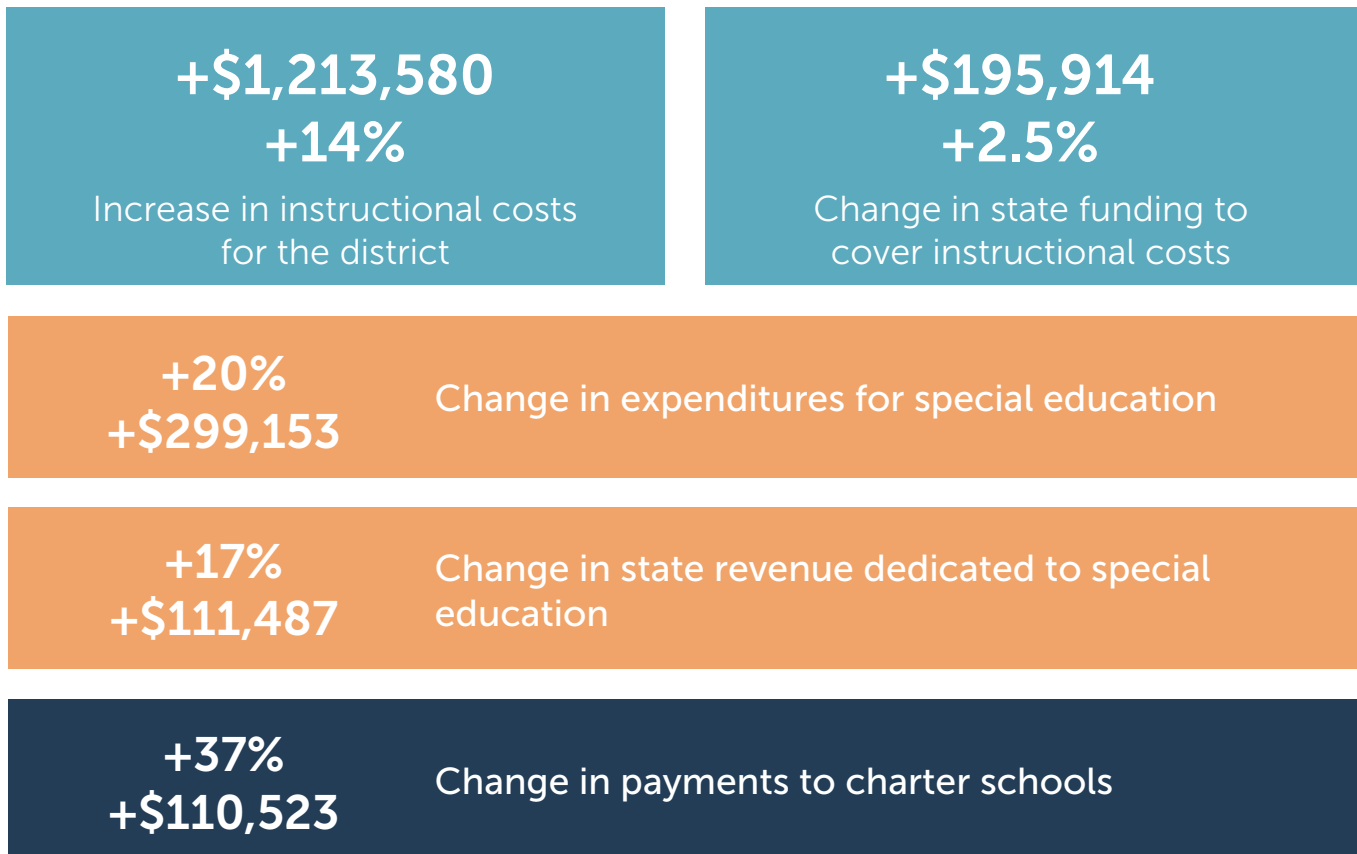 +$1,213,580
+14%
Increase in instructional costs
for the district
+$195,914
+2.5%
Change in state funding to
cover instructional costs
+20%
+$299,153
Change in expenditures for special education
+17%
+$111,487
Change in state revenue dedicated to special
education
+37%
+$110,523
Change in payments to charter schools